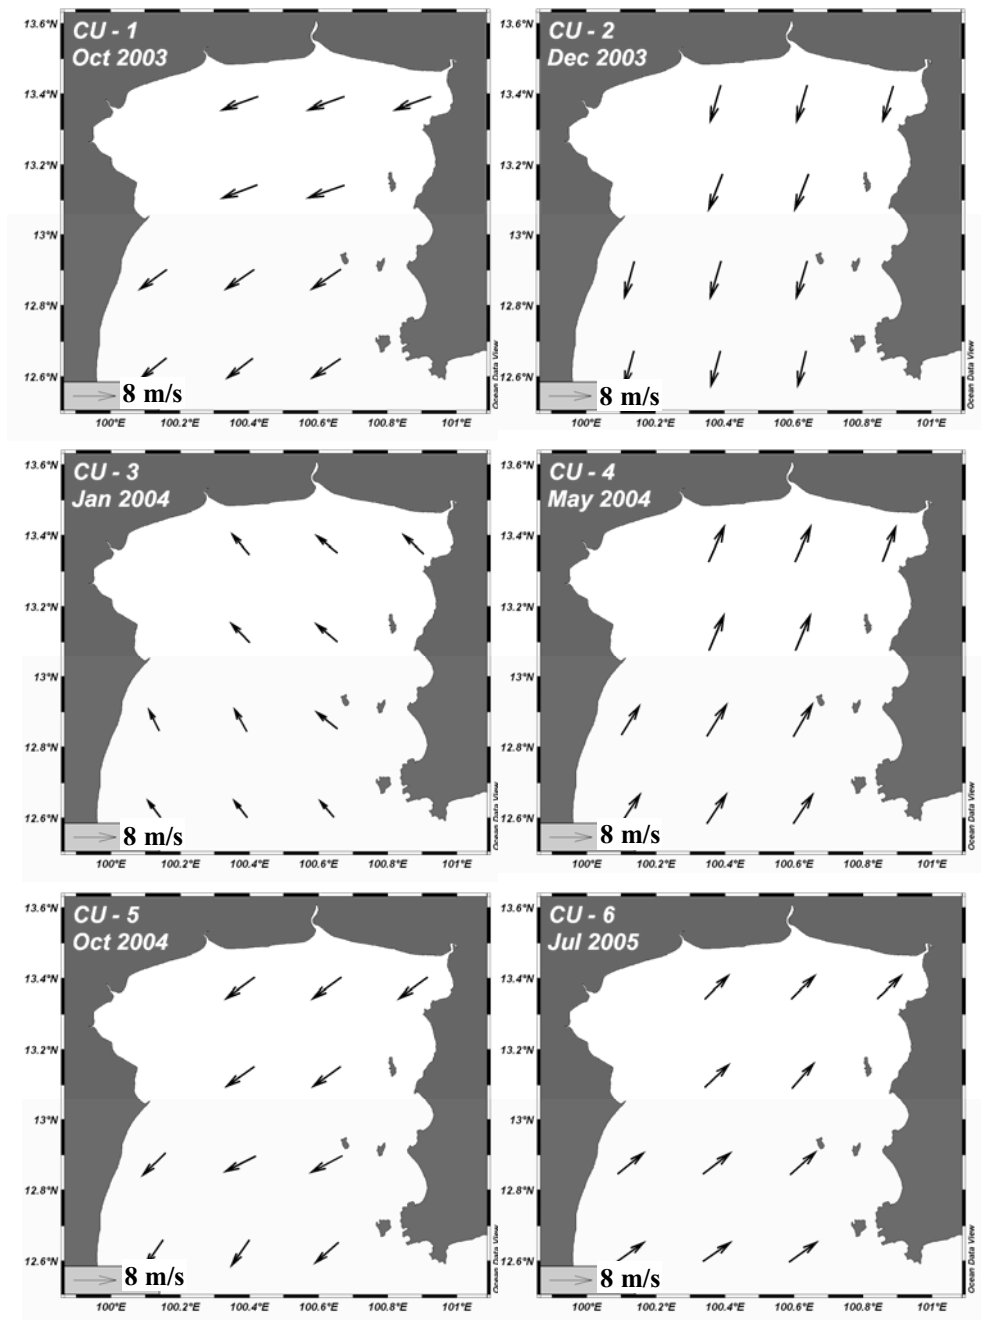 CU - 1
Oct 2003
13.6°N
13.4°N
13.2°N
13°N
12.8°N
12.6°N
8 m/s
100°E 100.2°E 100.4°E 100.6°E 100.8°E 101°E
Ocean Data View
CU - 2
Dec 2003
13.6°N
13.4°N
13.2°N
13°N
12.8°N
12.6°N
8 m/s
100°E 100.2°E 100.4°E 100.6°E 100.8°E 101°E
Ocean Data View
CU - 3
Jan 2004
13.6°N
13.4°N
13.2°N
13°N
12.8°N
12.6°N
8 m/s
100°E 100.2°E 100.4°E 100.6°E 100.8°E 101°E
Ocean Data View
CU - 4
May 2004
13.6°N
13.4°N
13.2°N
13°N
12.8°N
12.6°N
8 m/s
100°E 100.2°E 100.4°E 100.6°E 100.8°E 101°E
Ocean Data View
CU - 5
Oct 2004
13.6°N
13.4°N
13.2°N
13°N
12.8°N
12.6°N
8 m/s
100°E 100.2°E 100.4°E 100.6°E 100.8°E 101°E
Ocean Data View
CU - 6
Jul 2005
13.6°N
13.4°N
13.2°N
13°N
12.8°N
12.6°N
8 m/s
100°E 100.2°E 100.4°E 100.6°E 100.8°E 101°E
Ocean Data View